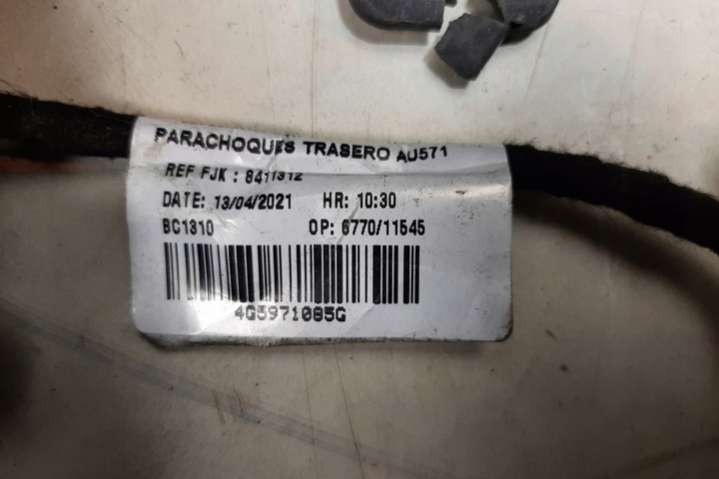 PARACHOQUES TRASERO AU571
REF FJK : 8411312
DATE: 13/04/2021 HR: 10:30
BC1310 OP: 6770/11545
4G5971085G